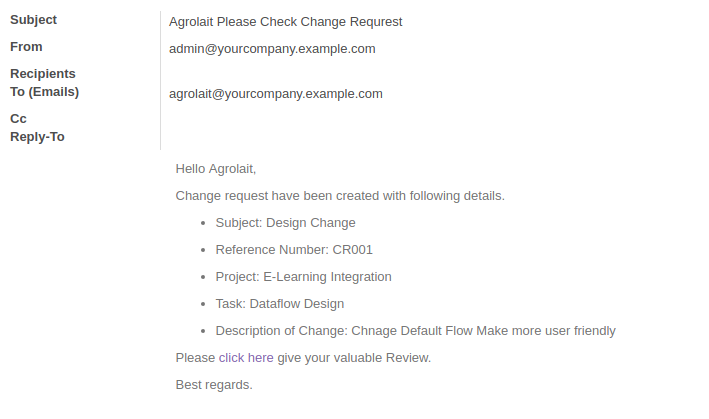 Subject Agrolait Please Check Change Requrest
From admin@yourcompany.example.com
Recipients
To (Emails) agrolait@yourcompany.example.com
Cc
Reply-To
Hello Agrolait,
Change request have been created with following details.
• Subject: Design Change
• Reference Number: CR001
• Project: E-Learning Integration
• Task: Dataflow Design
• Description of Change: Chnage Default Flow Make more user friendly
Please click here give your valuable Review.
Best regards.